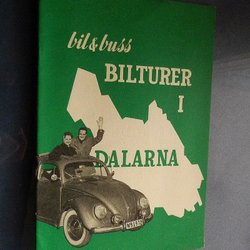 bil & buss
BILTURER
I
DALARNA